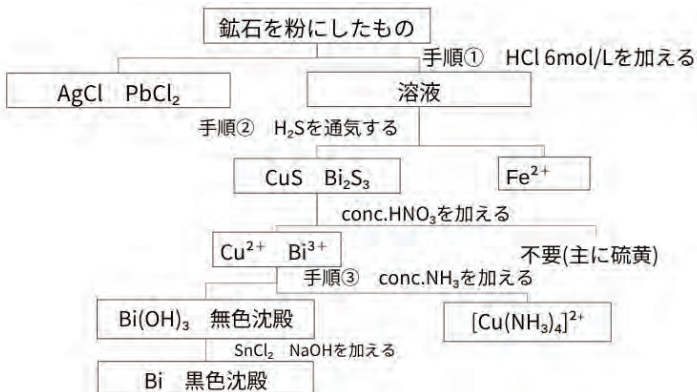 鉱石を粉にしたもの
手順① HCl 6mol/Lを加える
AgCl PbCl₂
溶液
手順② H₂Sを通気する
CuS Bi₂S₃
Fe²⁺
conc.HNO₃を加える
Cu²⁺ Bi³⁺
不要(主に硫黄)
手順③ conc.NH₃を加える
Bi(OH)₃ 無色沈殿
[Cu(NH₃)₄]²⁺
SnCl₂ NaOHを加える
Bi 黒色沈殿